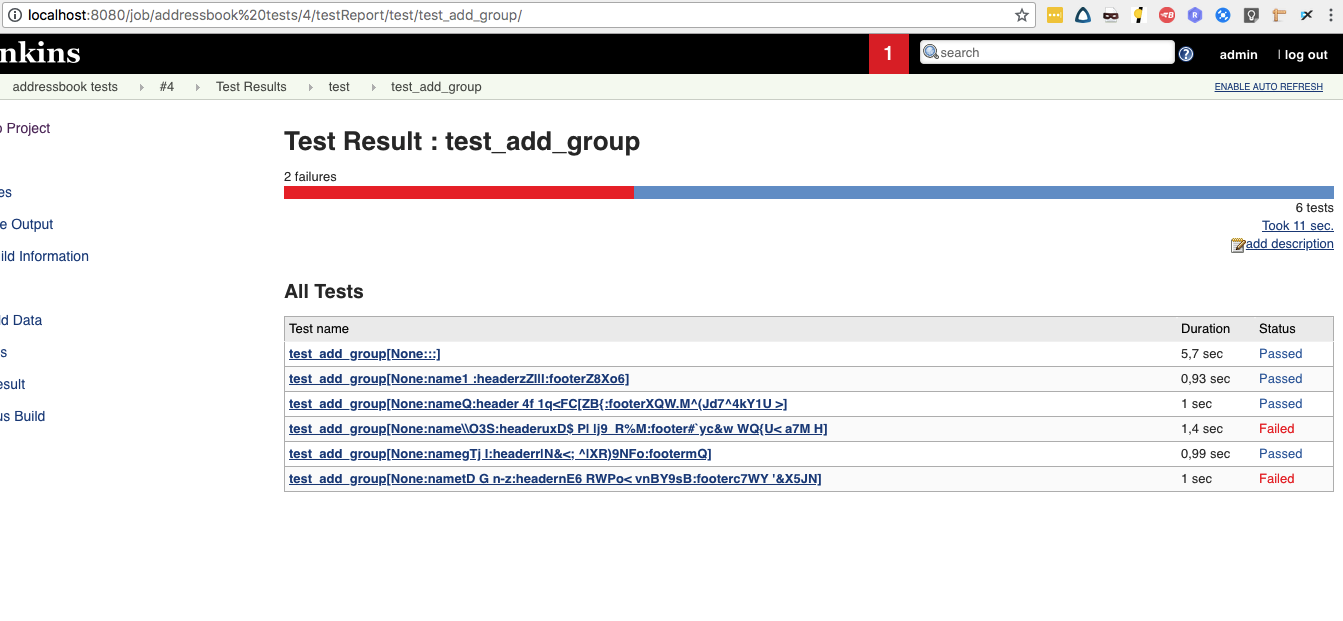 localhost:8080/job/addressbook%20tests/4/testReport/test/test_add_group/
nkins
1
search
?
admin | log out
addressbook tests #4 Test Results test test_add_group
ENABLE AUTO REFRESH
o Project
es
e Output
ild Information
d Data
s
esult
us Build
Test Result : test_add_group
2 failures
6 tests
Took 11 sec.
add description
All Tests
Test name Duration Status
test_add_group[None:::] 5,7 sec Passed
test_add_group[None:name1 :headerzZlll:footerZ8Xo6] 0,93 sec Passed
test_add_group[None:nameQ:header 4f 1q<FC[ZB{:footerXQW.M^(Jd7^4kY1U >] 1 sec Passed
test_add_group[None:name\\O3S:headeruxD$ Pl lj9_R%M:footer#`yc&w WQ{U< a7M H] 1,4 sec Failed
test_add_group[None:namegTj l:headerrlN&<; ^lXR)9NFo:footermQ] 0,99 sec Passed
test_add_group[None:nametD G n-z:headernE6 RWPo< vnBY9sB:footerc7WY '&X5JN] 1 sec Failed